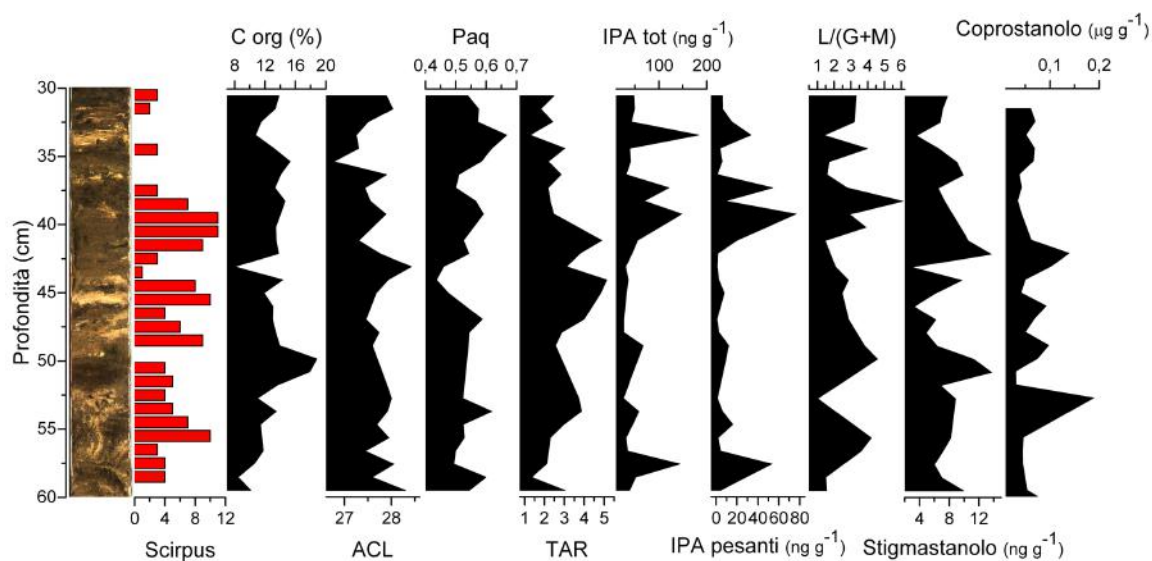 C org (%) Paq IPA tot (ng g⁻¹) L/(G+M) Coprostanolo (µg g⁻¹)
8 12 16 20 0,4 0,5 0,6 0,7 100 200 1 2 3 4 5 6 0,1 0,2
Profondità (cm)
30
35
40
45
50
55
60
0 4 8 12 27 28 1 2 3 4 5 0 20 40 60 80 4 8 12
Scirpus ACL TAR IPA pesanti (ng g⁻¹) Stigmastanolo (ng g⁻¹)